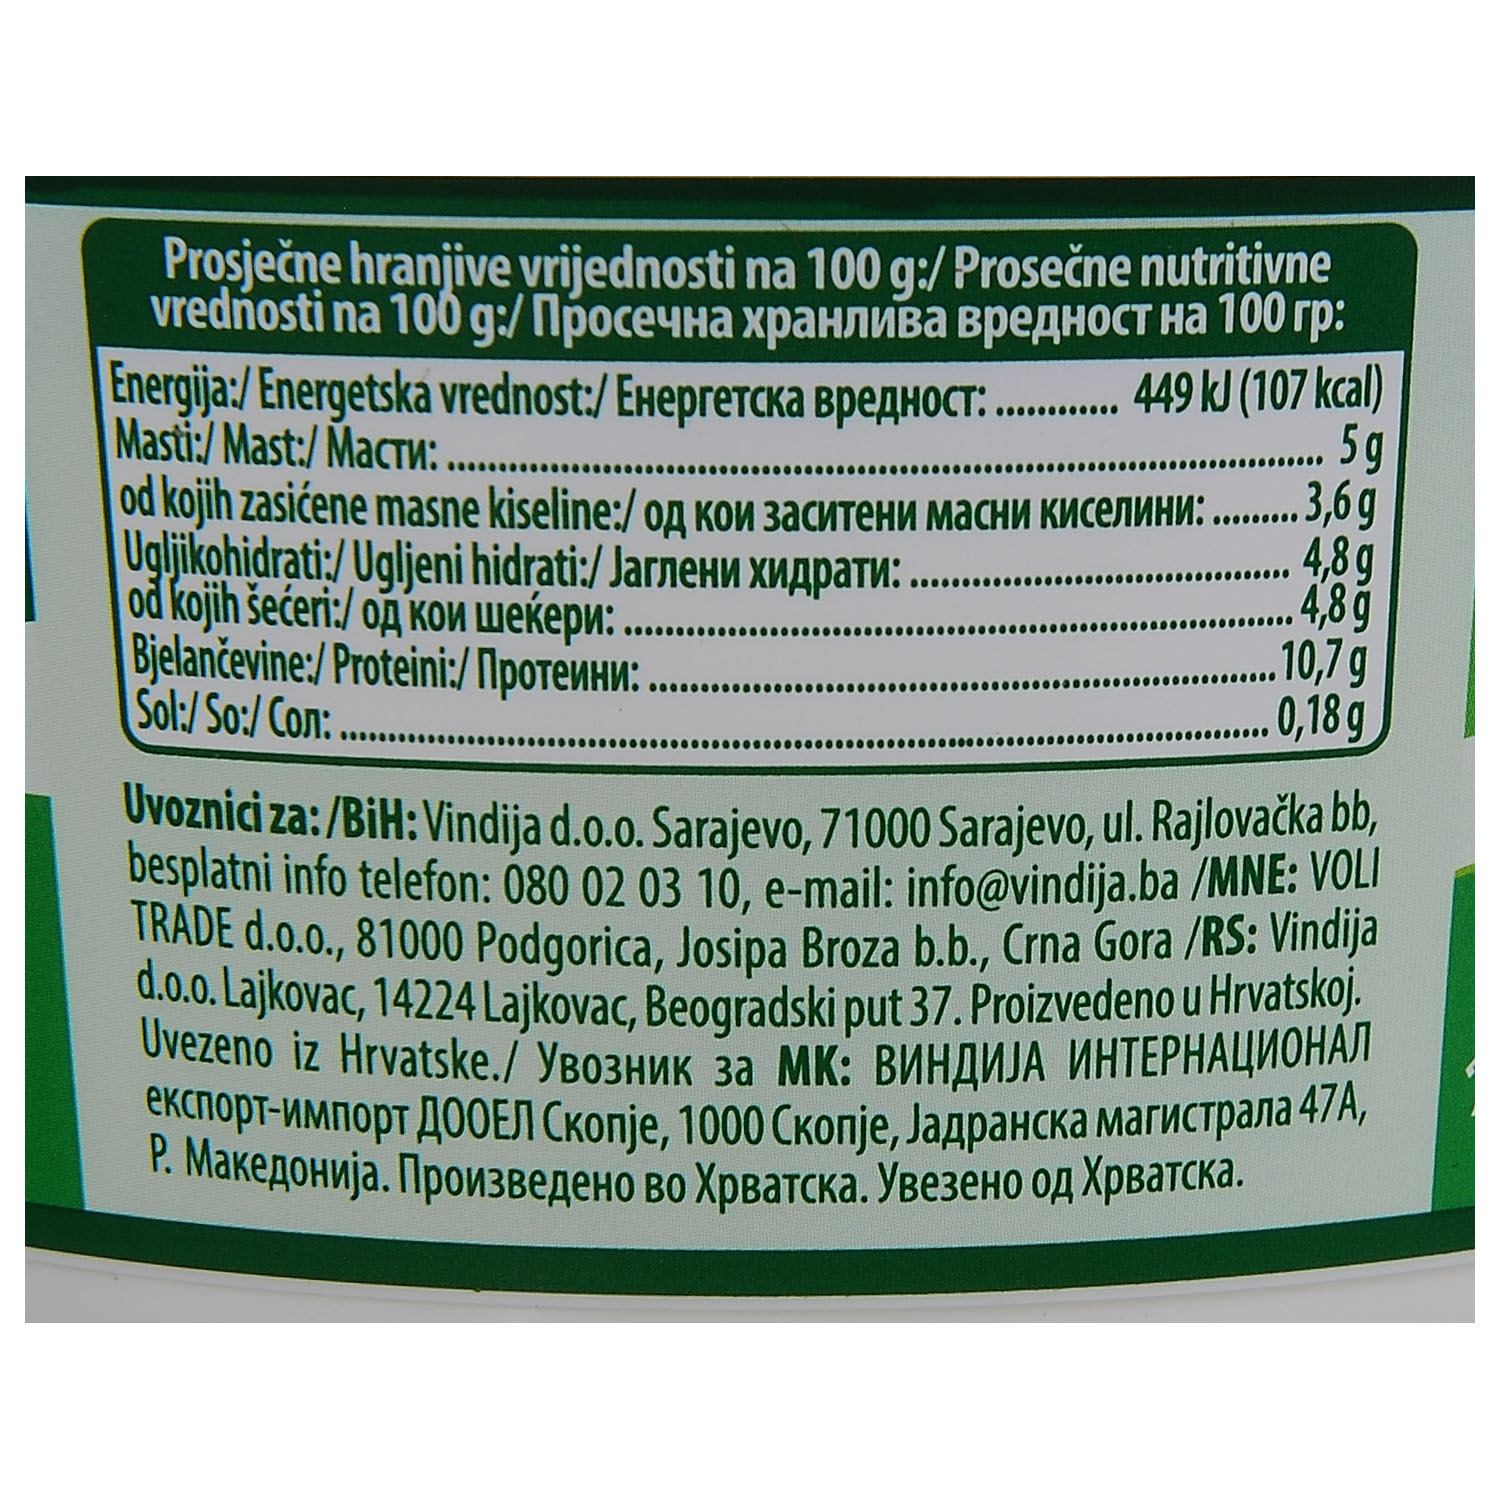 Prosječne hranjive vrijednosti na 100 g:/ Prosečne nutritivne
vrednosti na 100 g:/ Просечна хранлива вредност на 100 гр:
Energija:/ Energetska vrednost:/ Енергетска вредност: ............ 449 kJ (107 kcal)
Masti:/ Mast:/ Масти: ........................ 5 g
od kojih zasićene masne kiseline:/ од кои заситени масни киселини: ......... 3,6 g
Ugljikohidrati:/ Ugljeni hidrati:/ Јаглени хидрати: ........................ 4,8 g
od kojih šećeri:/ од кои шеќери: ........................ 4,8 g
Bjelančevine:/ Proteini:/ Протеини: ........................ 10,7 g
Sol:/ So:/ Сол: ........................ 0,18 g
Uvoznici za: /BiH: Vindija d.o.o. Sarajevo, 71000 Sarajevo, ul. Rajlovačka bb,
besplatni info telefon: 080 02 03 10, e-mail: info@vindija.ba /MNE: VOLI
TRADE d.o.o., 81000 Podgorica, Josipa Broza b.b., Crna Gora /RS: Vindija
d.o.o. Lajkovac, 14224 Lajkovac, Beogradski put 37. Proizvedeno u Hrvatskoj.
Uvezeno iz Hrvatske./ Увозник за MK: ВИНДИЈА ИНТЕРНАЦИОНАЛ
експорт-импорт ДООЕЛ Скопје, 1000 Скопје, Јадранска магистрала 47А,
Р. Македонија. Произведено во Хрватска. Увезено од Хрватска.